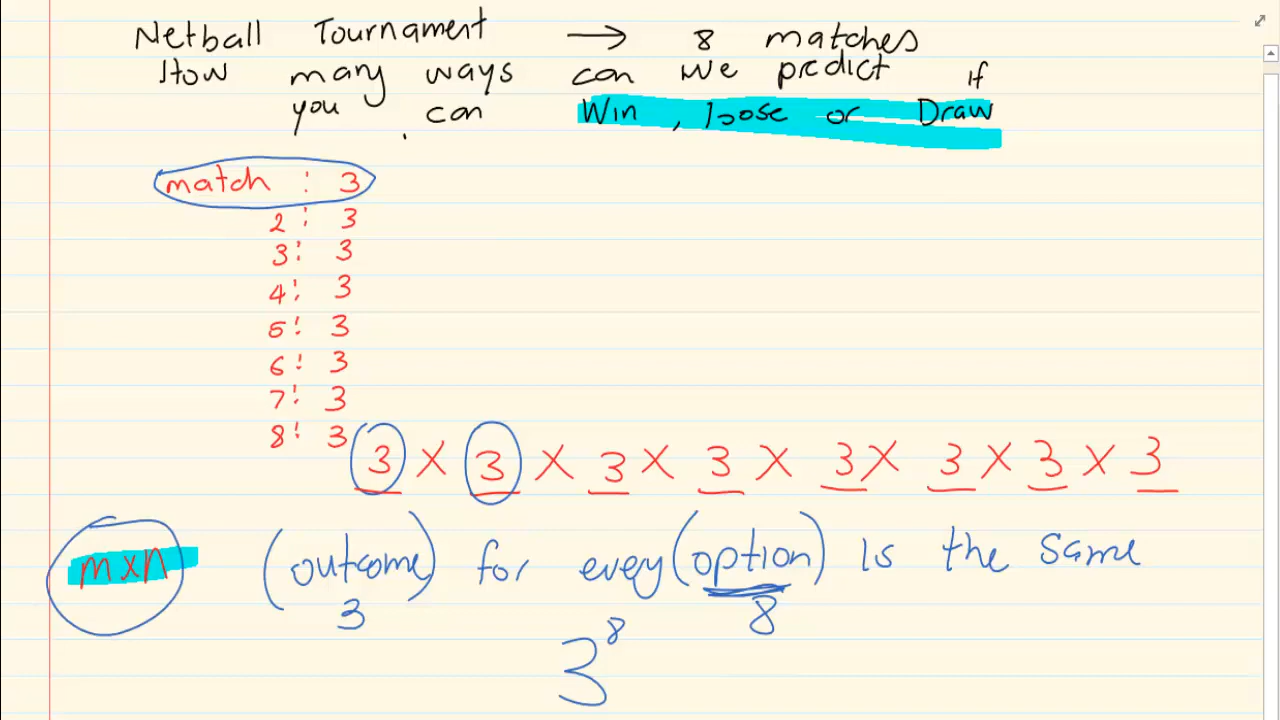 Netball Tournament → 8 matches
How many ways can we predict if
you can Win, loose or Draw
match : 3
2: 3
3: 3
4: 3
5: 3
6: 3
7: 3
8: 3
3 X 3 X 3 X 3 X 3 X 3 X 3 X 3
m x n (outcome) for every (option) is the same
3 8
3⁸